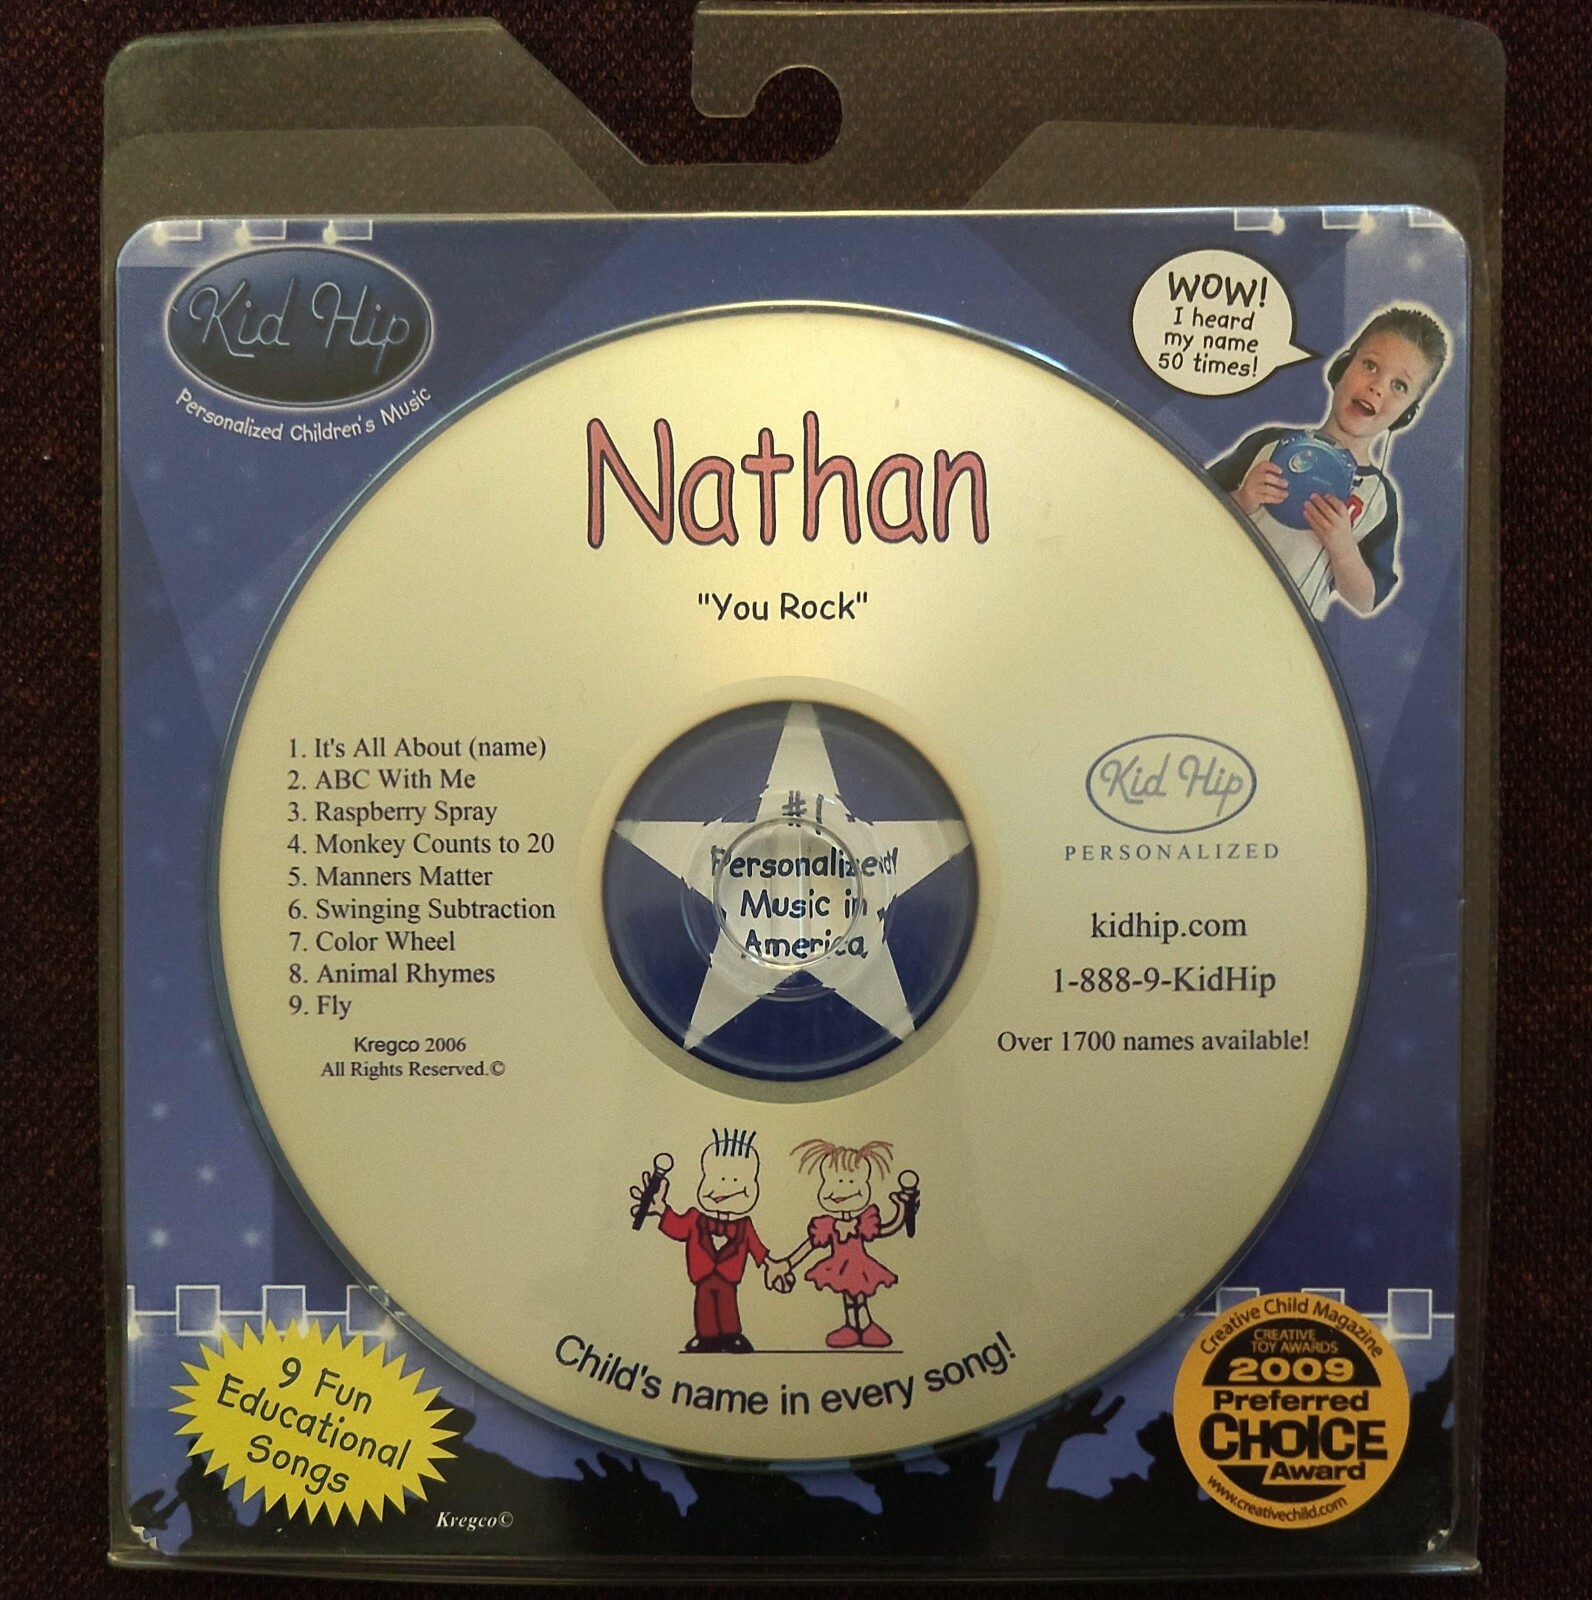 Kid Hip
Personalized Children's Music
WOW!
I heard
my name
50 times!
Nathan
"You Rock"
1. It's All About (name)
2. ABC With Me
3. Raspberry Spray
4. Monkey Counts to 20
5. Manners Matter
6. Swinging Subtraction
7. Color Wheel
8. Animal Rhymes
9. Fly
Kregco 2006
All Rights Reserved.©
#1
Personalized
Music in
America
Kid Hip
PERSONALIZED
kidhip.com
1-888-9-KidHip
Over 1700 names available!
Child's name in every song!
9 Fun
Educational
Songs
Kregco©
Creative Child Magazine
CREATIVE
TOY AWARDS
2009
Preferred
CHOICE
Award
www.creativechild.com